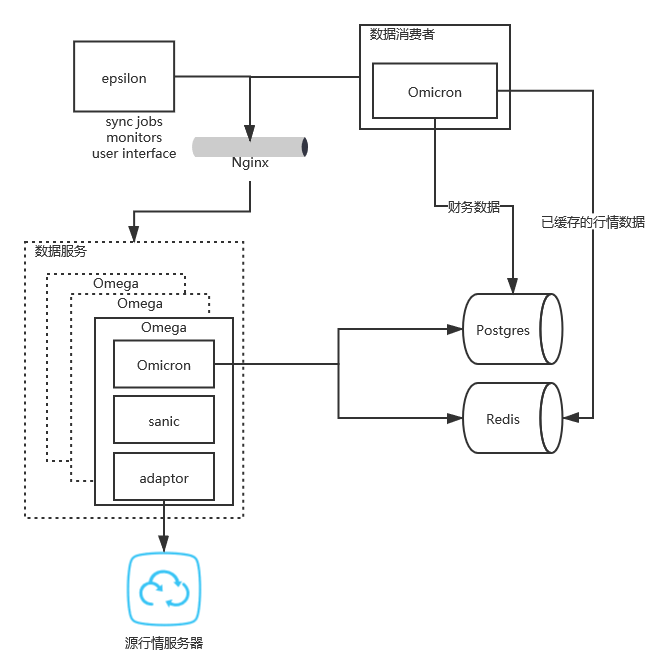 数据消费者
epsilon
Omicron
sync jobs
monitors
user interface
Nginx
财务数据
已缓存的行情数据
数据服务
Omega
Omega
Omega
Omicron
sanic
adaptor
Postgres
Redis
源行情服务器